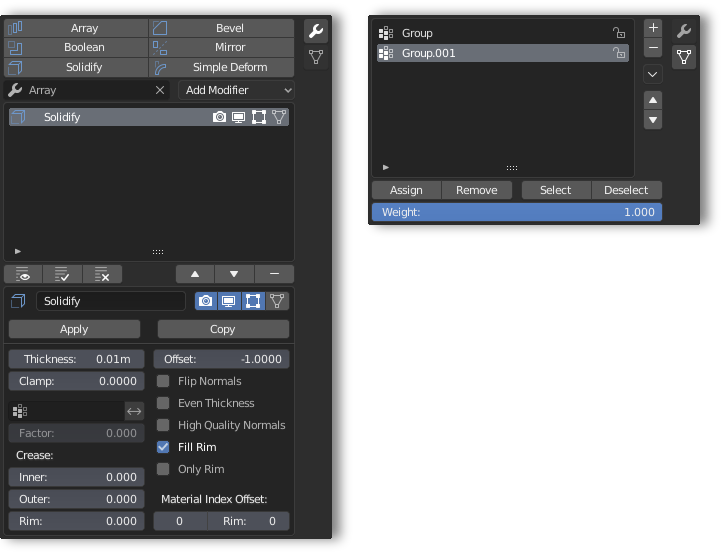 Array Bevel
Boolean Mirror
Solidify Simple Deform
Array Add Modifier
Solidify
Solidify
Apply Copy
Thickness: 0.01m Offset: -1.0000
Clamp: 0.0000 Flip Normals
Even Thickness
High Quality Normals
Factor: 0.000
Fill Rim
Crease:
Only Rim
Inner: 0.000
Outer: 0.000 Material Index Offset:
Rim: 0.000 0 Rim: 0
Group
Group.001
Assign Remove Select Deselect
Weight: 1.000